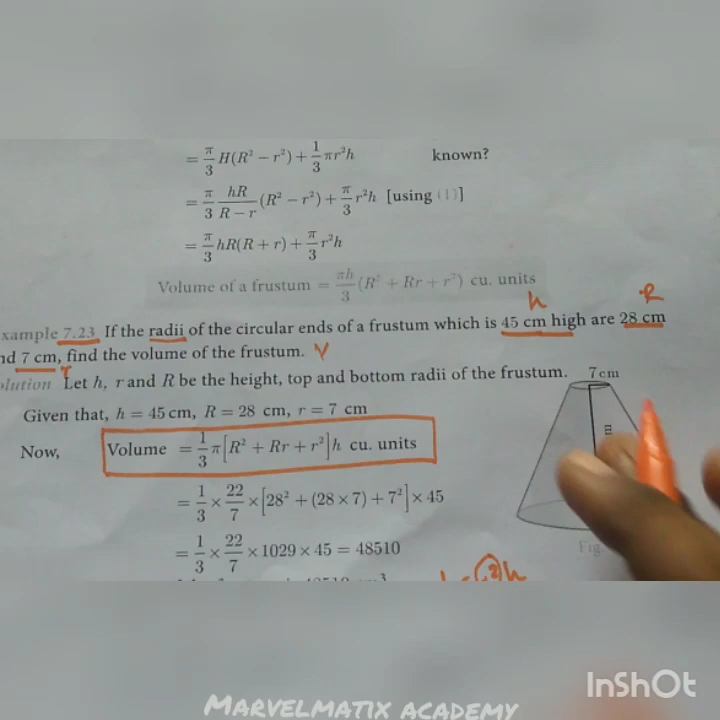 = π/3 H(R² − r²) + 1/3 πr²h known?
= π/3 hR/(R − r) (R² − r²) + π/3 r²h [using (1)]
= π/3 hR(R + r) + π/3 r²h
Volume of a frustum = πh/3 (R² + Rr + r²) cu. units
h R
xample 7.23 If the radii of the circular ends of a frustum which is 45 cm high are 28 cm
nd 7 cm, find the volume of the frustum. V
r
olution Let h, r and R be the height, top and bottom radii of the frustum. 7cm
Given that, h = 45 cm, R = 28 cm, r = 7 cm
Now, Volume = 1/3 π[R² + Rr + r²]h cu. units
= 1/3 × 22/7 × [28² + (28 × 7) + 7²] × 45
= 1/3 × 22/7 × 1029 × 45 = 48510
Fig.
InShOt
MARVELMATIX ACADEMY